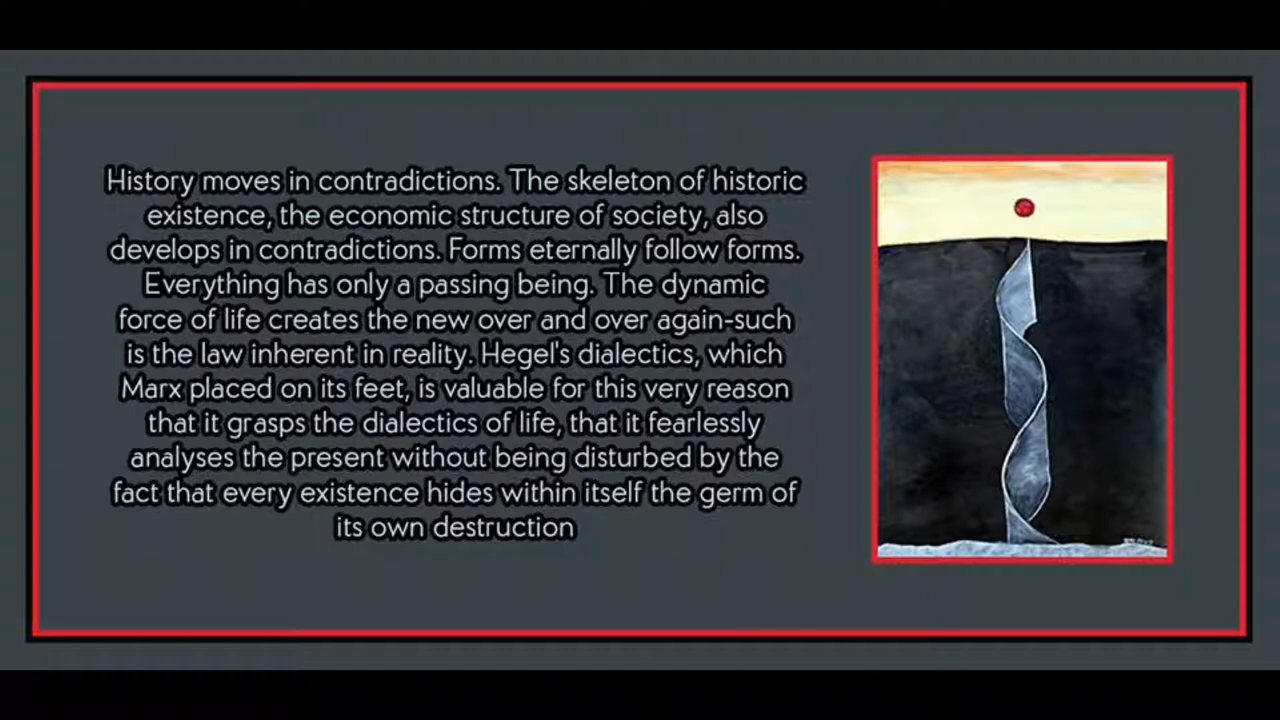 History moves in contradictions. The skeleton of historic
existence, the economic structure of society, also
develops in contradictions. Forms eternally follow forms.
Everything has only a passing being. The dynamic
force of life creates the new over and over again-such
is the law inherent in reality. Hegel's dialectics, which
Marx placed on its feet, is valuable for this very reason
that it grasps the dialectics of life, that it fearlessly
analyses the present without being disturbed by the
fact that every existence hides within itself the germ of
its own destruction